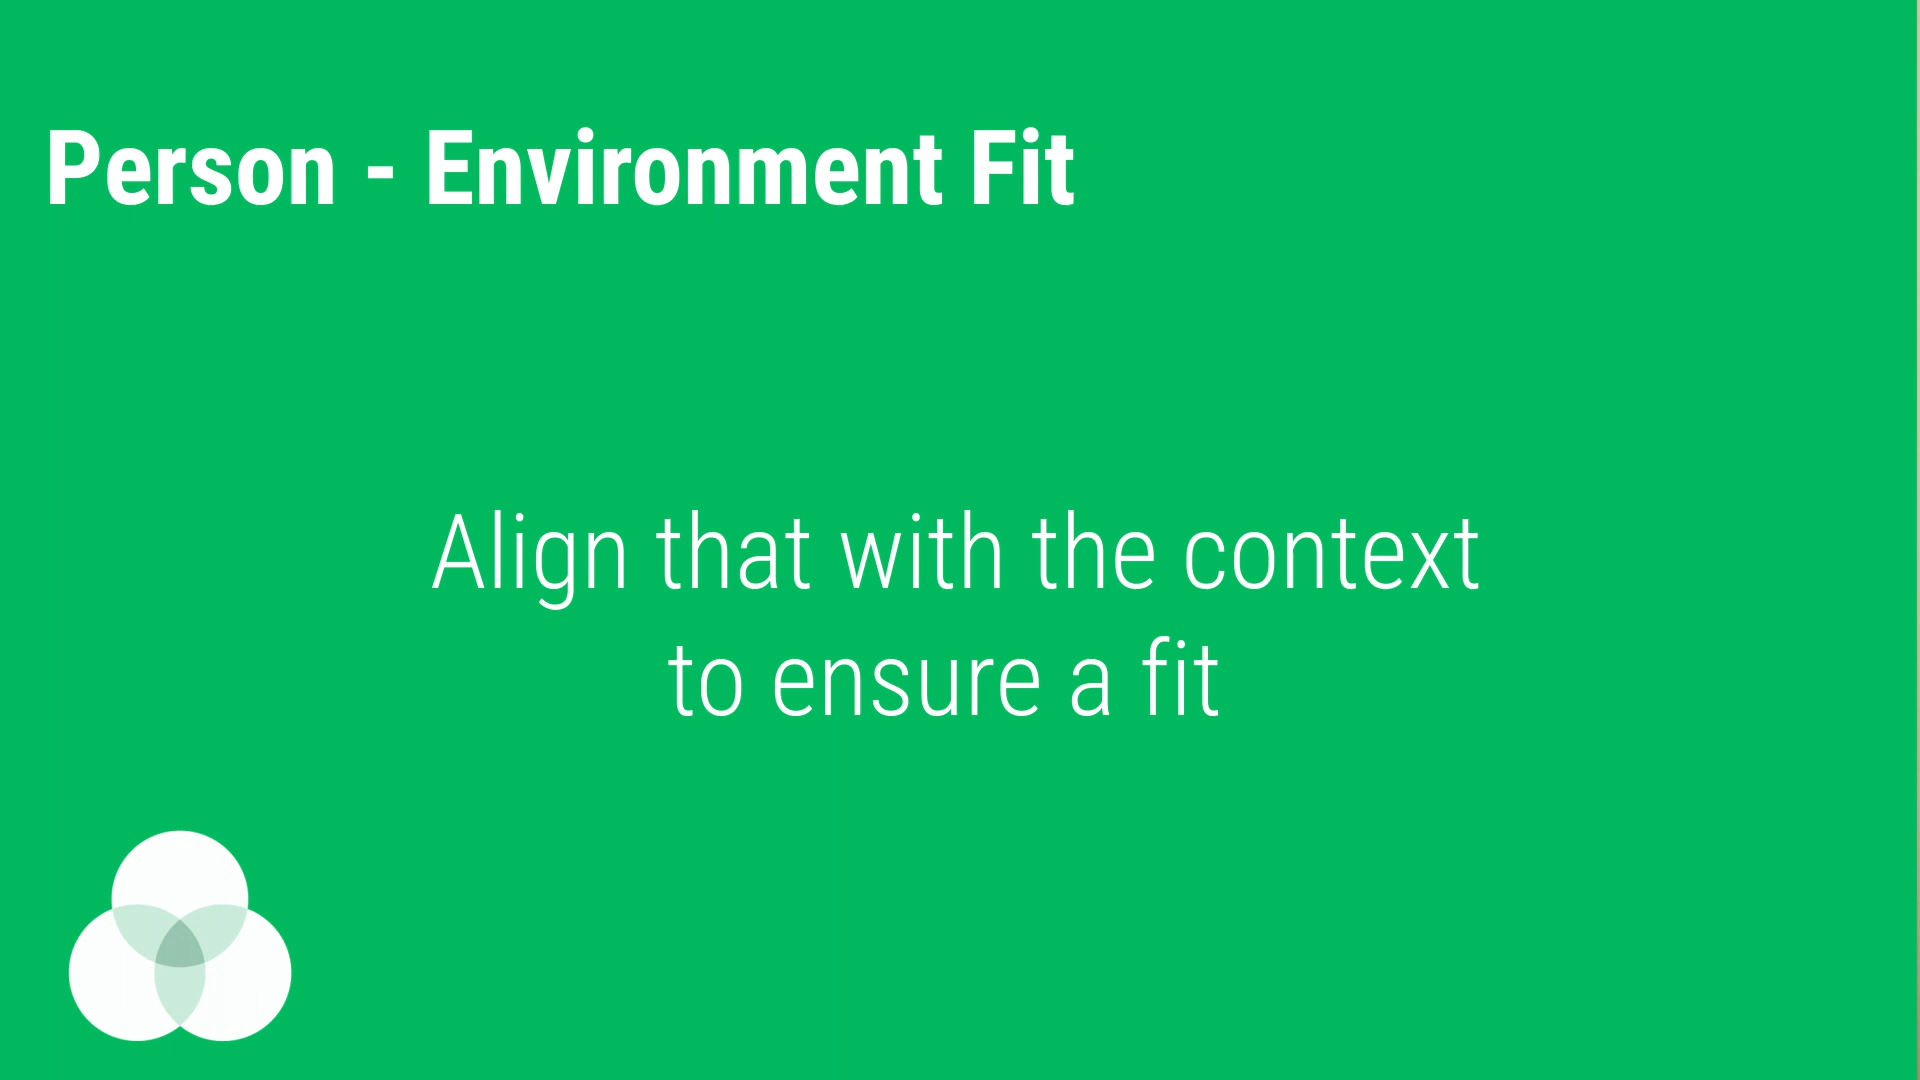 Person - Environment Fit
Align that with the context
to ensure a fit